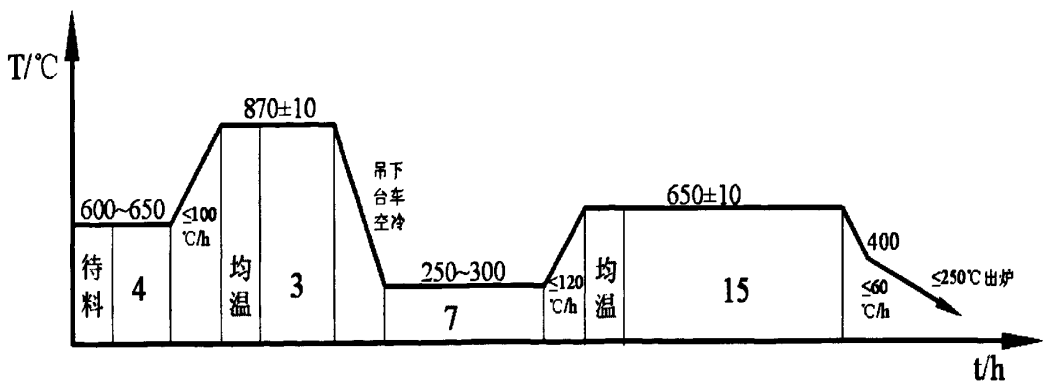 T/℃
870±10
600~650
≤100
℃/h
吊下
台车
空冷
650±10
250~300
≤120
℃/h
400
≤60
℃/h
≤250℃出炉
待料
4
均温
3
7
均温
15
t/h